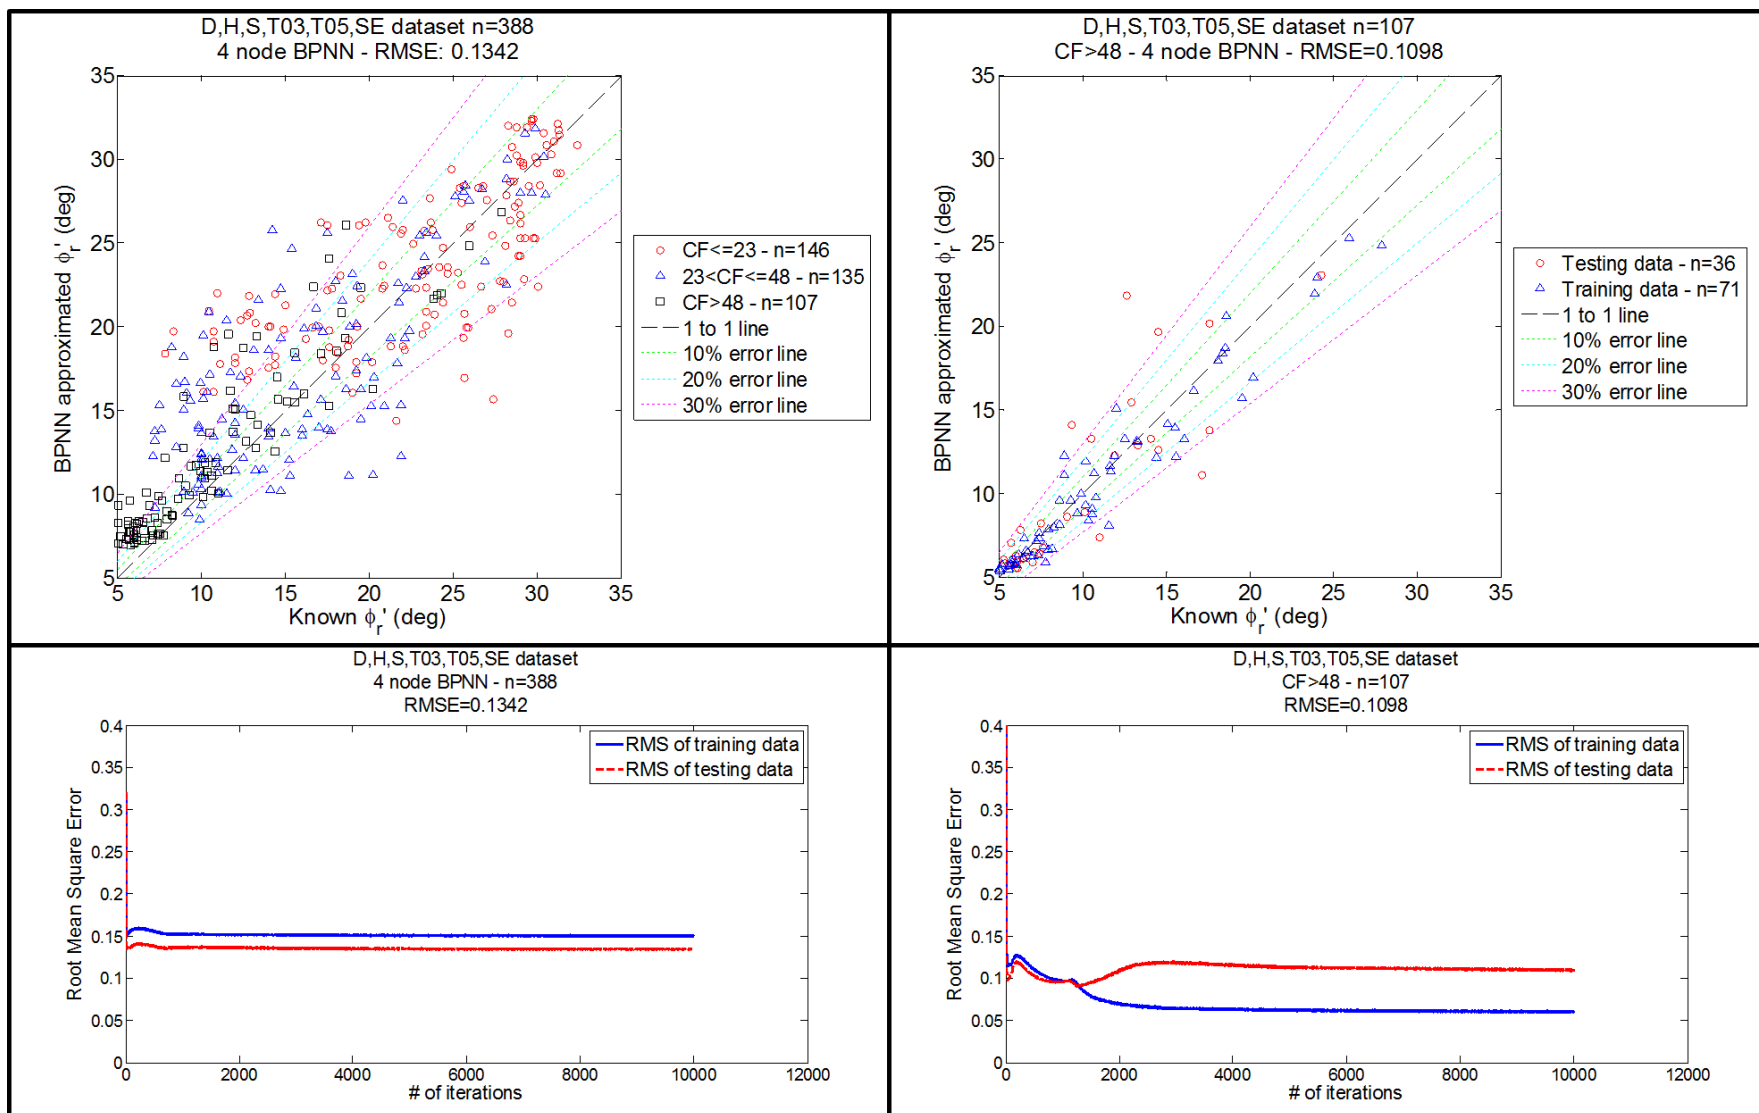 D,H,S,T03,T05,SE dataset n=388
4 node BPNN - RMSE: 0.1342
35
30
25
20
15
10
5
BPNN approximated ϕr' (deg)
5 10 15 20 25 30 35
Known ϕr' (deg)
CF<=23 - n=146
23<CF<=48 - n=135
CF>48 - n=107
1 to 1 line
10% error line
20% error line
30% error line
D,H,S,T03,T05,SE dataset n=107
CF>48 - 4 node BPNN - RMSE=0.1098
35
30
25
20
15
10
5
BPNN approximated ϕr' (deg)
5 10 15 20 25 30 35
Known ϕr' (deg)
Testing data - n=36
Training data - n=71
1 to 1 line
10% error line
20% error line
30% error line
D,H,S,T03,T05,SE dataset
4 node BPNN - n=388
RMSE=0.1342
0.4
0.35
0.3
0.25
0.2
0.15
0.1
0.05
0
Root Mean Square Error
RMS of training data
RMS of testing data
0 2000 4000 6000 8000 10000 12000
# of iterations
D,H,S,T03,T05,SE dataset
CF>48 - n=107
RMSE=0.1098
0.4
0.35
0.3
0.25
0.2
0.15
0.1
0.05
0
Root Mean Square Error
RMS of training data
RMS of testing data
0 2000 4000 6000 8000 10000 12000
# of iterations